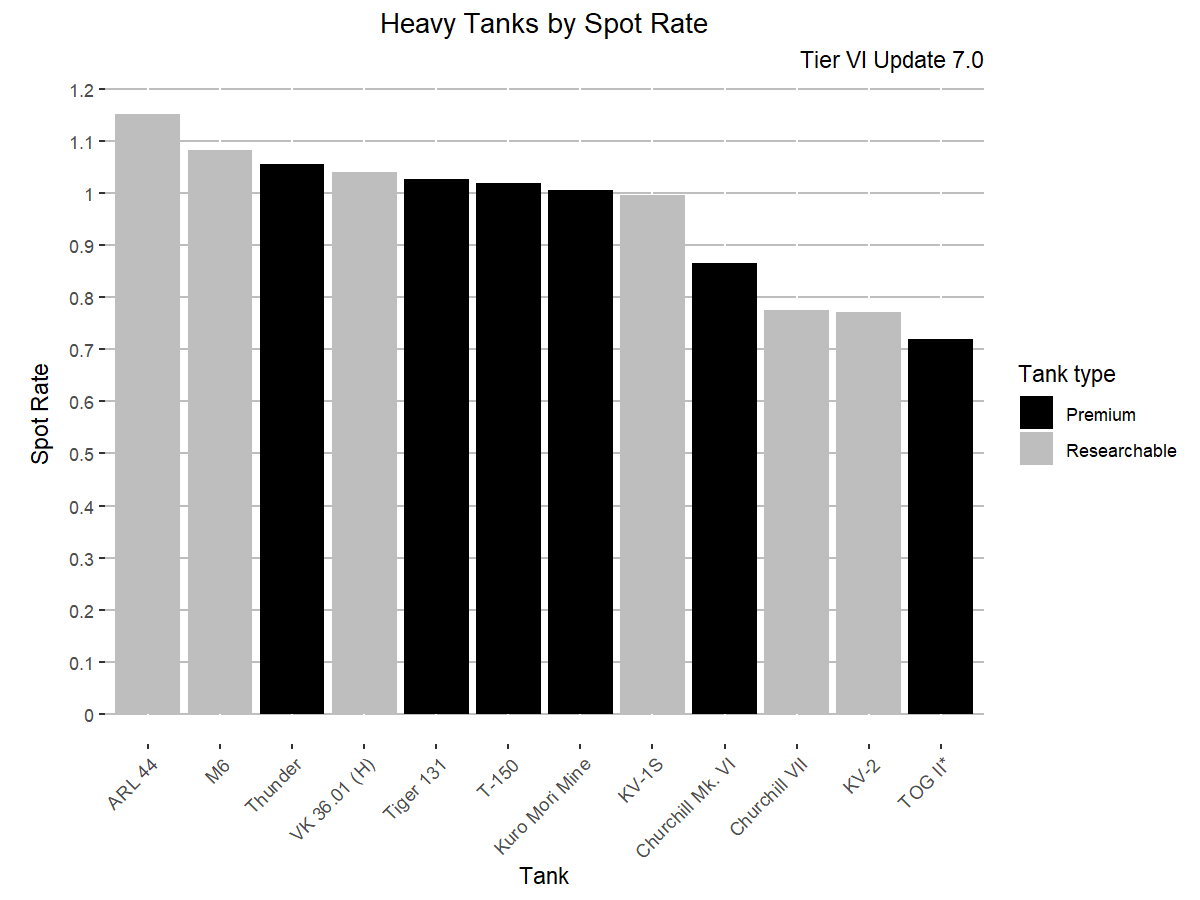 Heavy Tanks by Spot Rate
Tier VI Update 7.0
1.2
1.1
1
0.9
0.8
0.7
0.6
0.5
0.4
0.3
0.2
0.1
0
Spot Rate
ARL 44
M6
Thunder
VK 36.01 (H)
Tiger 131
T-150
Kuro Mori Mine
KV-1S
Churchill Mk. VI
Churchill VII
KV-2
TOG II*
Tank
Tank type
Premium
Researchable